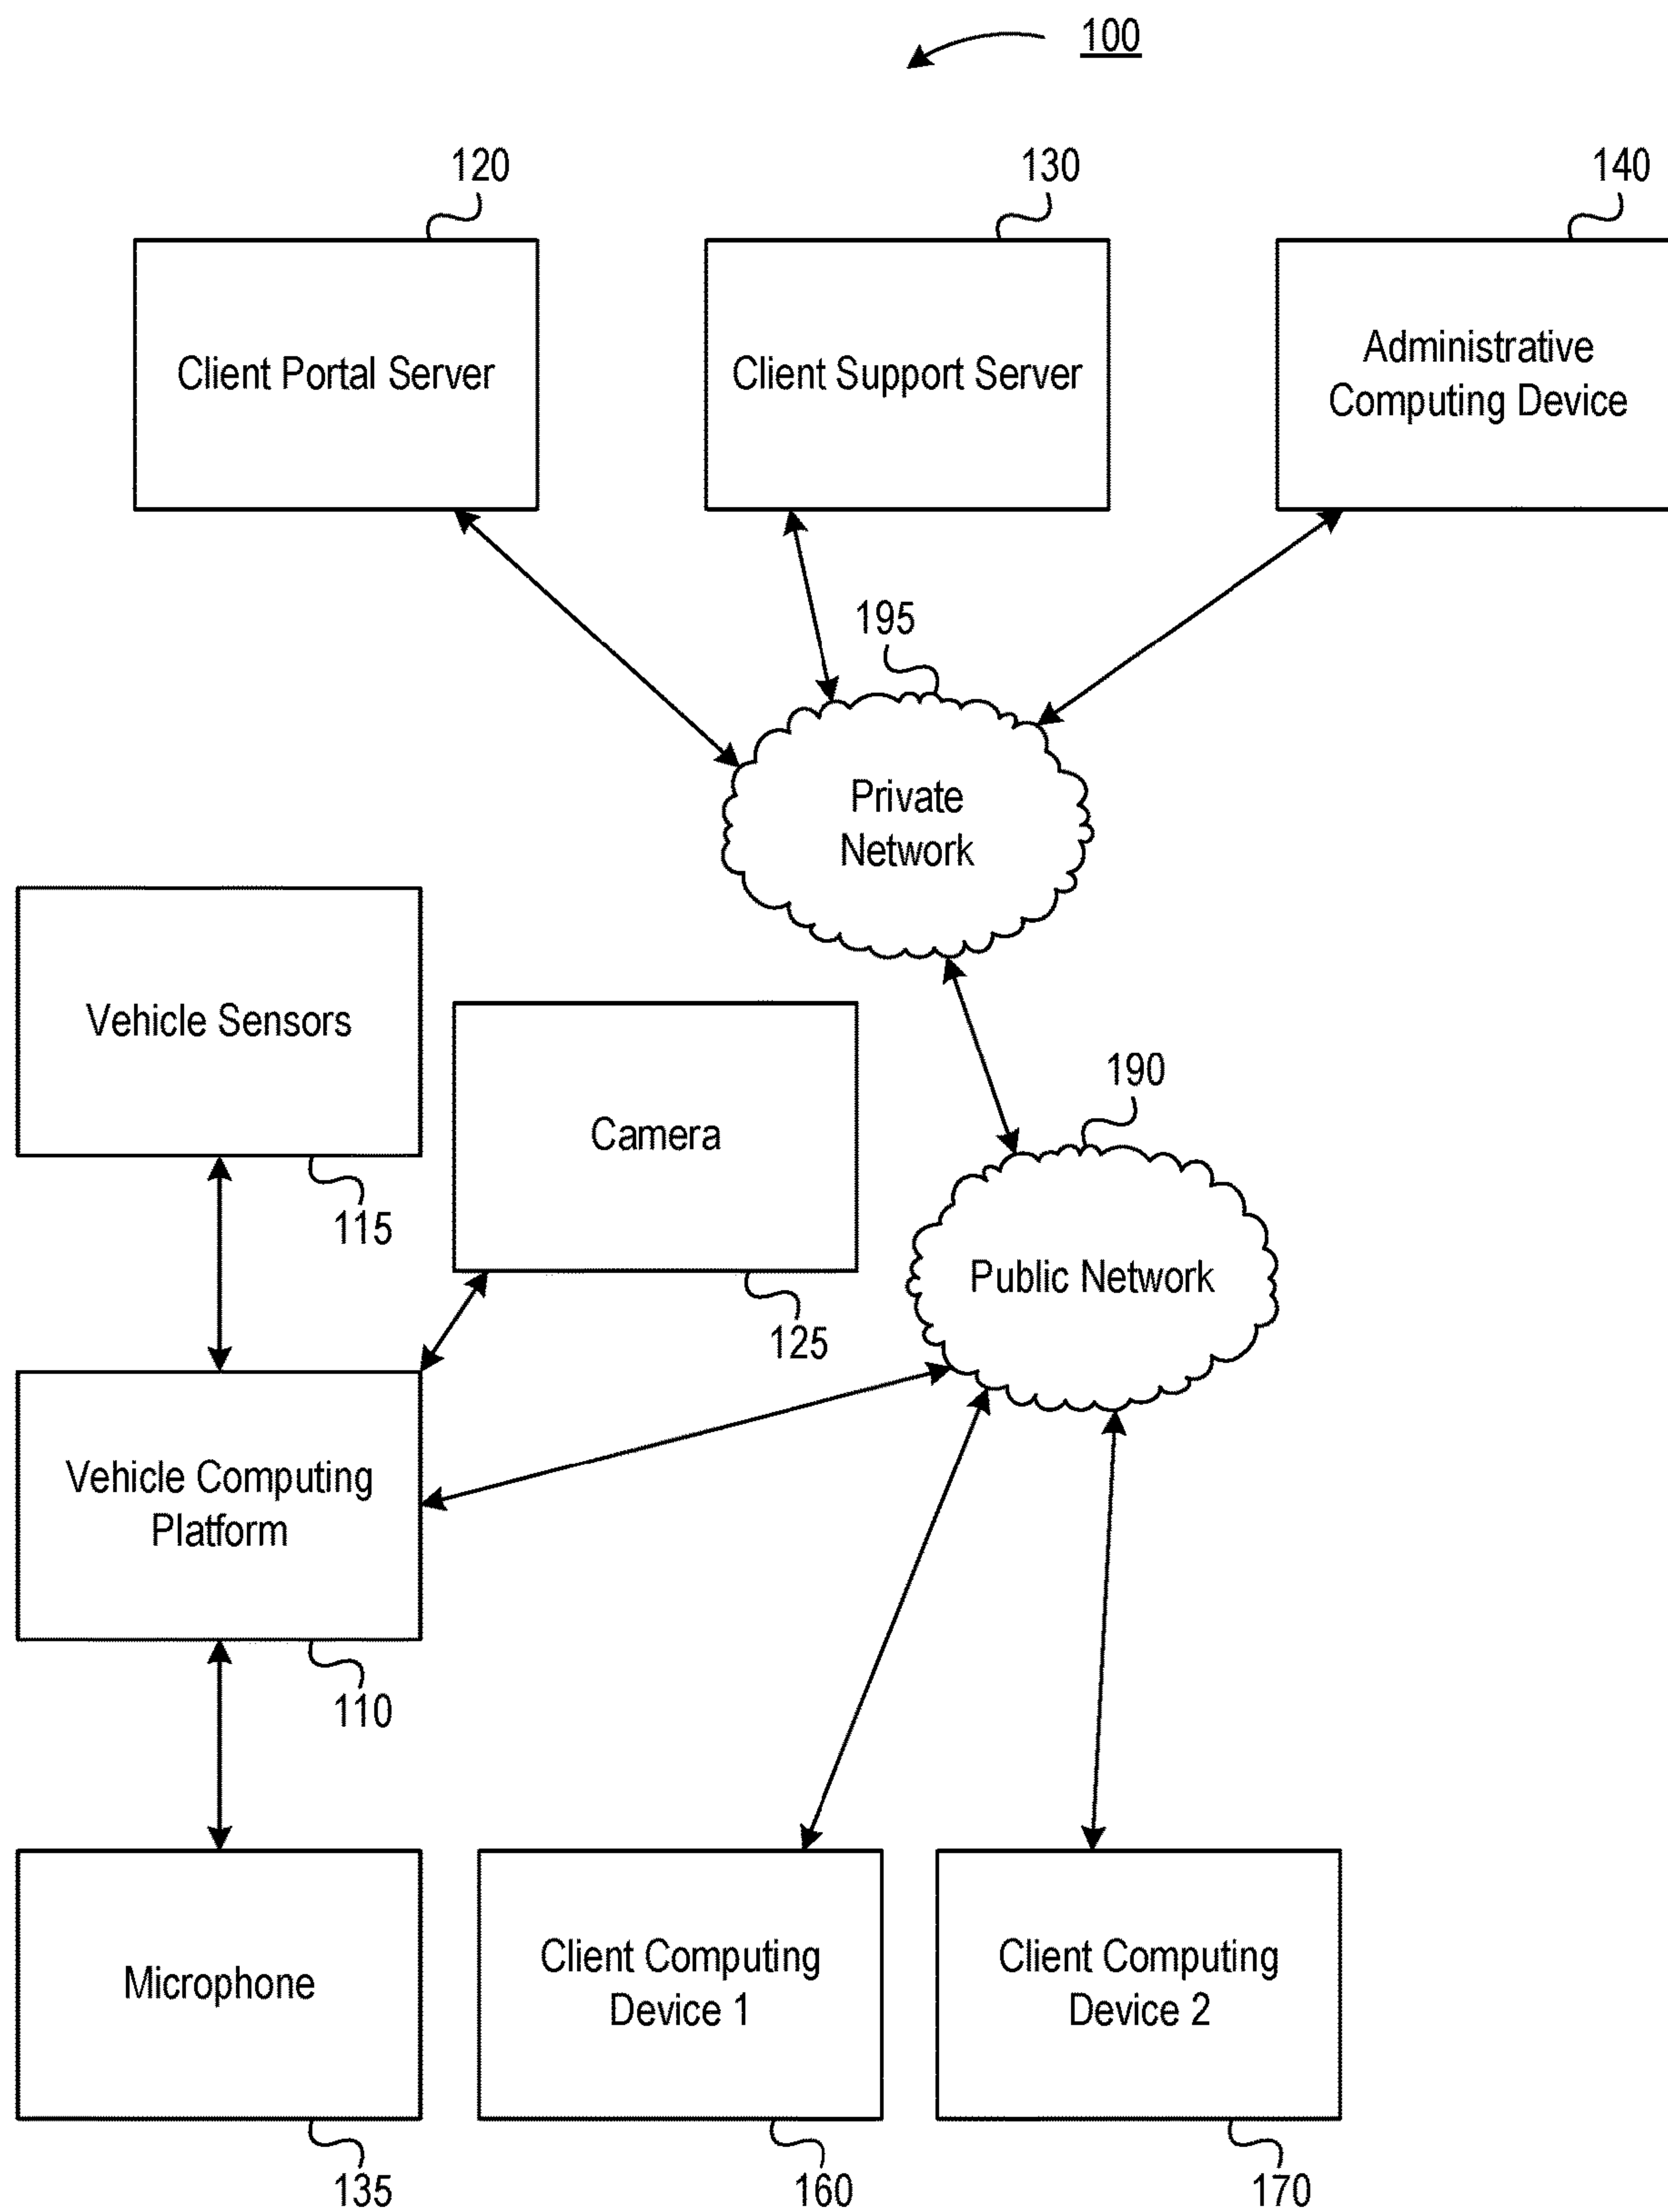 100
120
130
140
Client Portal Server
Client Support Server
Administrative
Computing Device
195
Private
Network
Vehicle Sensors
115
Camera
125
190
Public Network
Vehicle Computing
Platform
110
Microphone
135
Client Computing
Device 1
160
Client Computing
Device 2
170